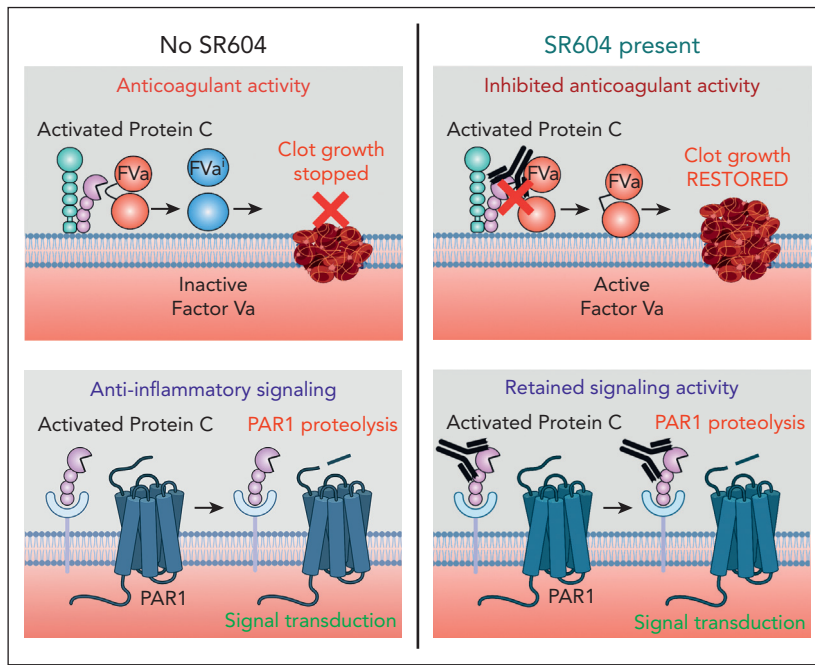 No SR604
Anticoagulant activity
Activated Protein C
FVa
FVaⁱ
Clot growth
stopped
Inactive
Factor Va
Anti-inflammatory signaling
Activated Protein C
PAR1 proteolysis
PAR1
Signal transduction
SR604 present
Inhibited anticoagulant activity
Activated Protein C
FVa
FVa
Clot growth
RESTORED
Active
Factor Va
Retained signaling activity
Activated Protein C
PAR1 proteolysis
PAR1
Signal transduction